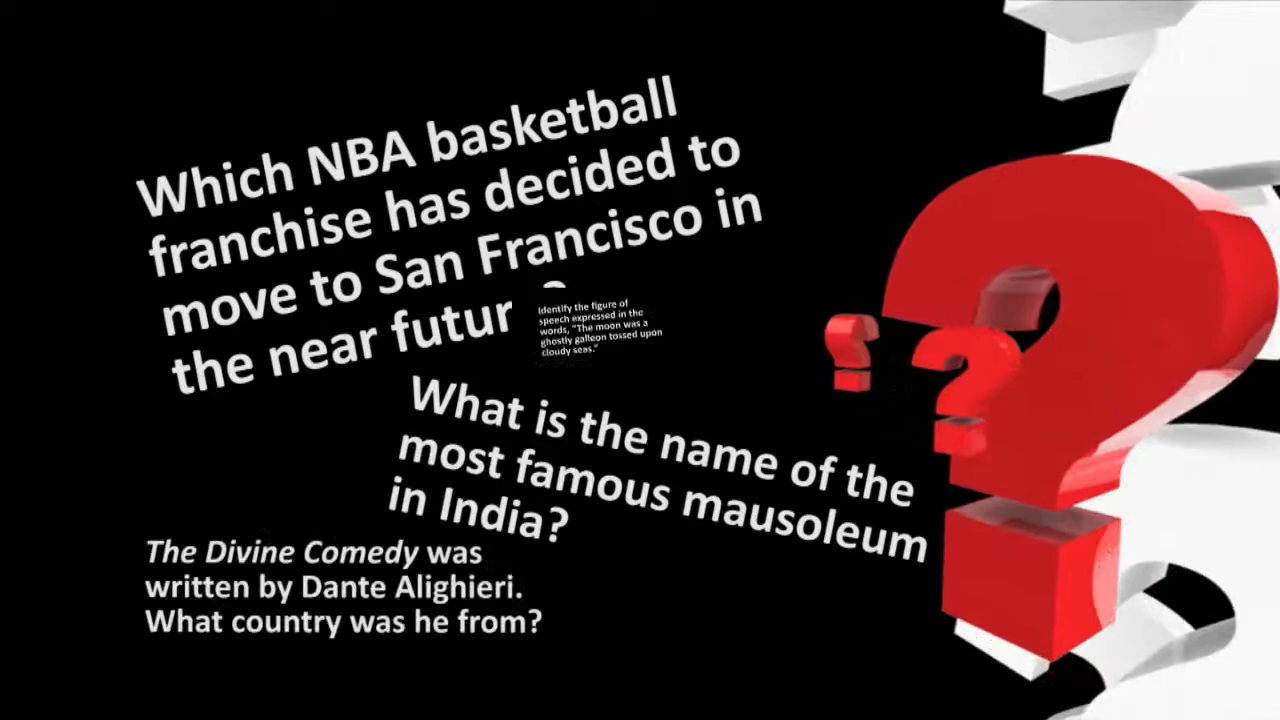 Which NBA basketball
franchise has decided to
move to San Francisco in
the near futur ?
Identify the figure of
speech expressed in the
words, "The moon was a
ghostly galleon tossed upon
cloudy seas."
What is the name of the
most famous mausoleum
in India?
The Divine Comedy was
written by Dante Alighieri.
What country was he from?